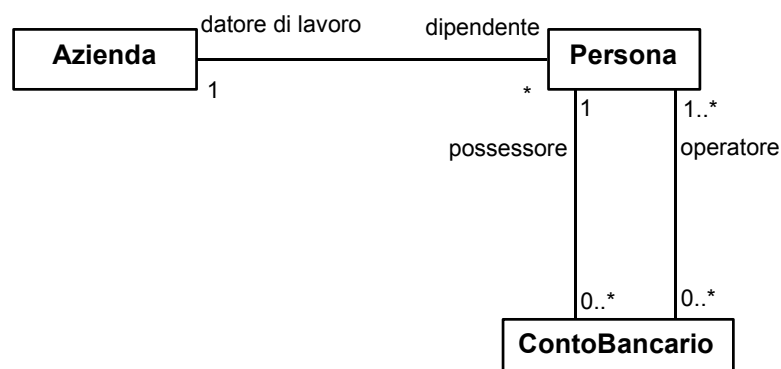 datore di lavoro dipendente
Azienda Persona
1 * 1 1..*
possessore operatore
0..* 0..*
ContoBancario